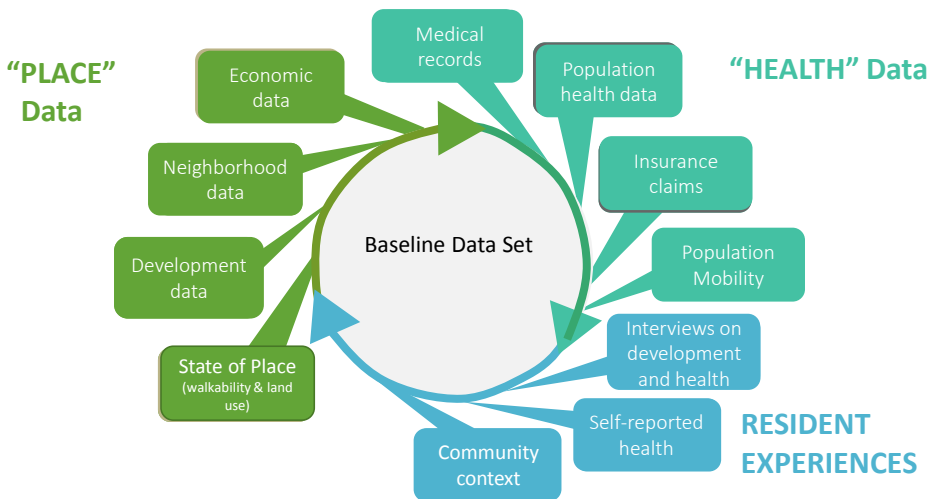 “PLACE”
Data
Economic
data
Neighborhood
data
Development
data
State of Place
(walkability & land
use)
Medical
records
Population
health data
“HEALTH” Data
Insurance
claims
Population
Mobility
Baseline Data Set
Interviews on
development
and health
Self-reported
health
Community
context
RESIDENT
EXPERIENCES